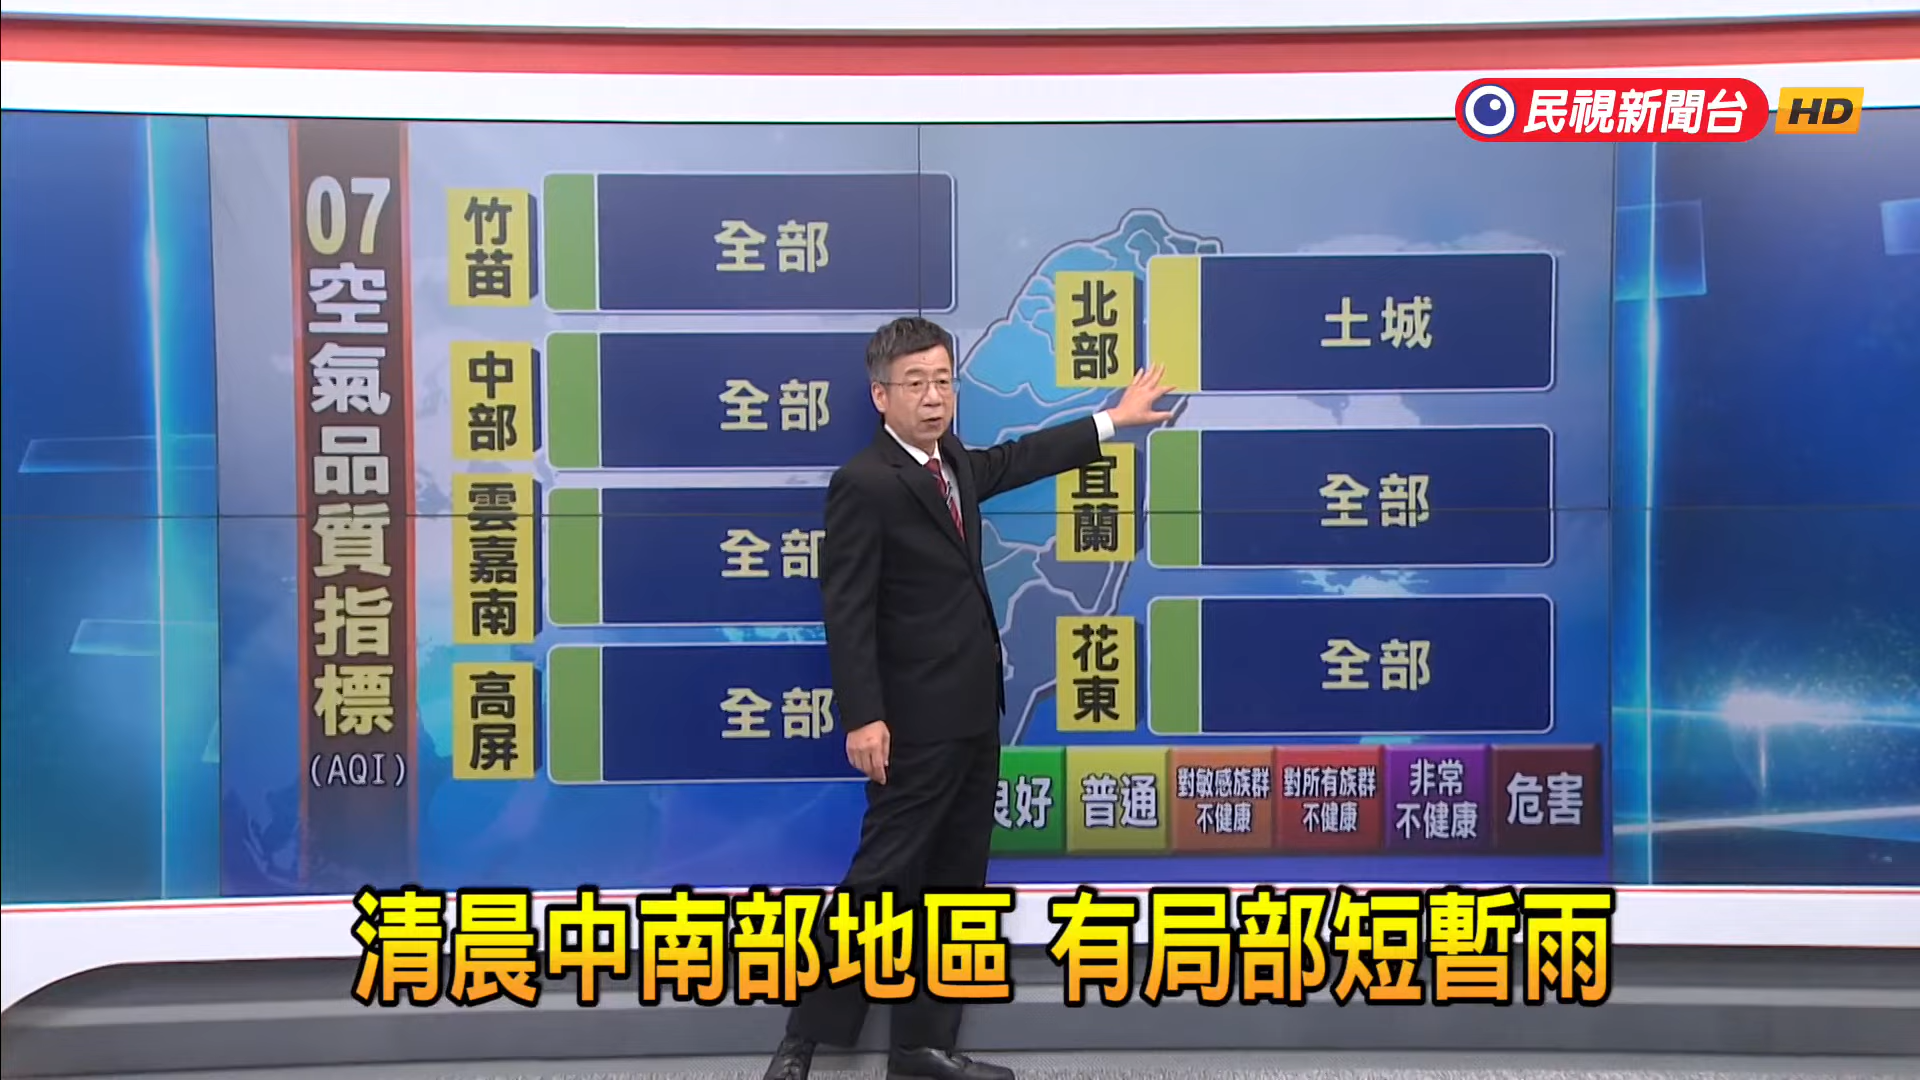 民視新聞台 HD
07空氣品質指標
(AQI)
竹苗
全部
中部
全部
雲嘉南
全部
高屏
全部
北部
土城
宜蘭
全部
花東
全部
良好
普通
對敏感族群
不健康
對所有族群
不健康
非常
不健康
危害
清晨中南部地區 有局部短暫雨